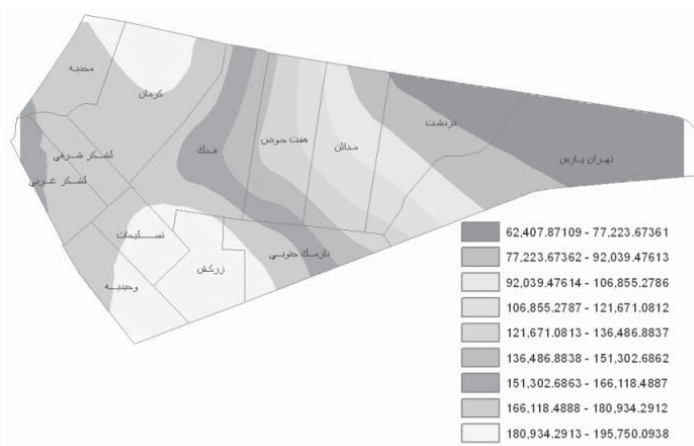 مجدیه
کرمان
لشکر شرقی
لشکر غربی
فدک
هفت حوض
مدائن
دردشت
تهران پارس
تسلیحات
زرکش
نارمک جنوبی
وحیدیه
62,407.87109 - 77,223.67361
77,223.67362 - 92,039.47613
92,039.47614 - 106,855.2786
106,855.2787 - 121,671.0812
121,671.0813 - 136,486.8837
136,486.8838 - 151,302.6862
151,302.6863 - 166,118.4887
166,118.4888 - 180,934.2912
180,934.2913 - 195,750.0938